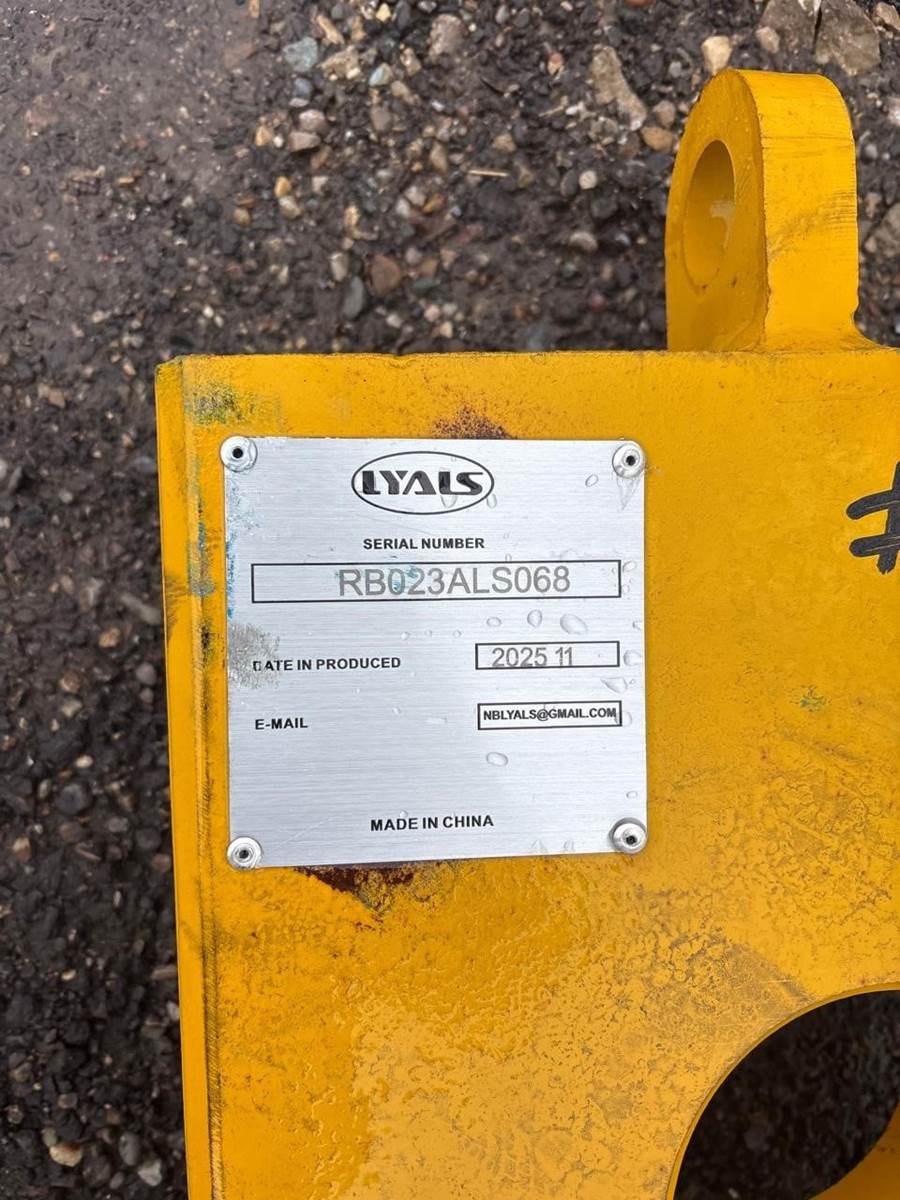 LYALS
SERIAL NUMBER
RB023ALS068
DATE IN PRODUCED 2025 11
E-MAIL NBLYALS@GMAIL.COM
MADE IN CHINA
#